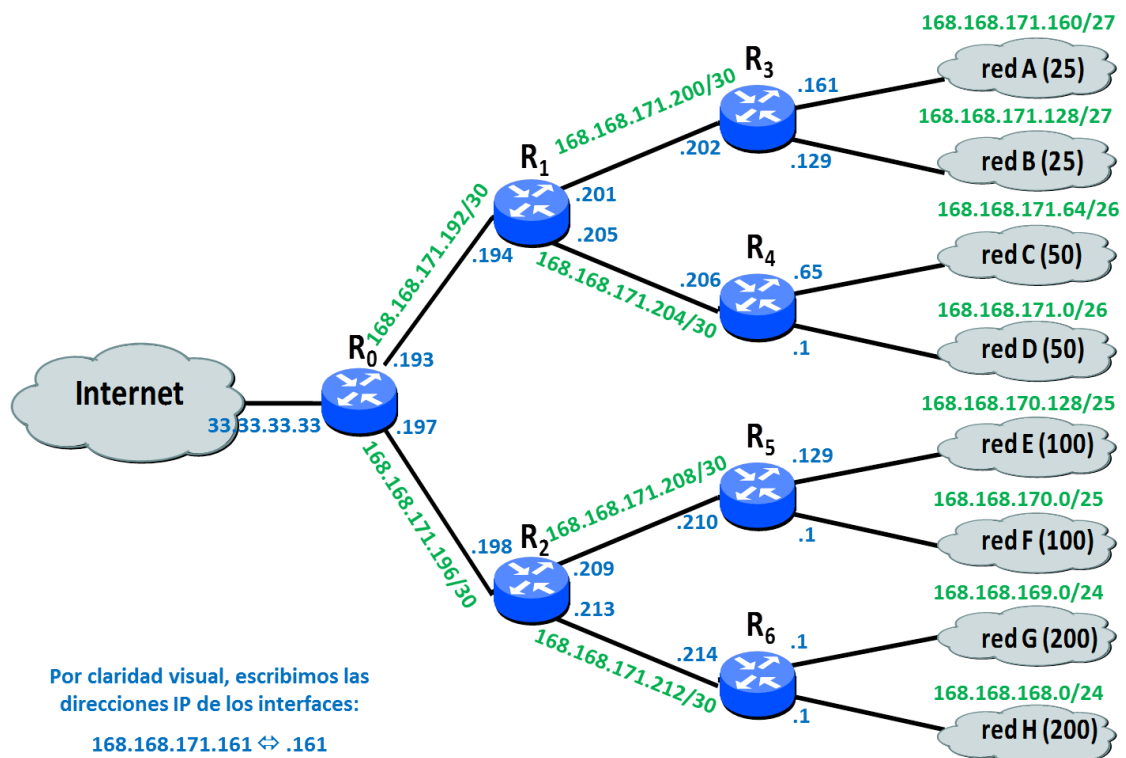 168.168.171.160/27
red A (25)
R3
.161
168.168.171.200/30
168.168.171.128/27
.202
.129
red B (25)
R1
.201
168.168.171.192/30
168.168.171.64/26
.205
.194
R4
.206
.65
red C (50)
168.168.171.204/30
168.168.171.0/26
.1
red D (50)
R0
.193
Internet
33.33.33.33
.197
168.168.170.128/25
R5
.129
red E (100)
168.168.171.208/30
168.168.171.196/30
168.168.170.0/25
.210
.1
red F (100)
R2
.198
.209
168.168.169.0/24
.213
R6
.214
.1
red G (200)
168.168.171.212/30
168.168.168.0/24
.1
red H (200)
Por claridad visual, escribimos las
direcciones IP de los interfaces:
168.168.171.161 ⇔ .161